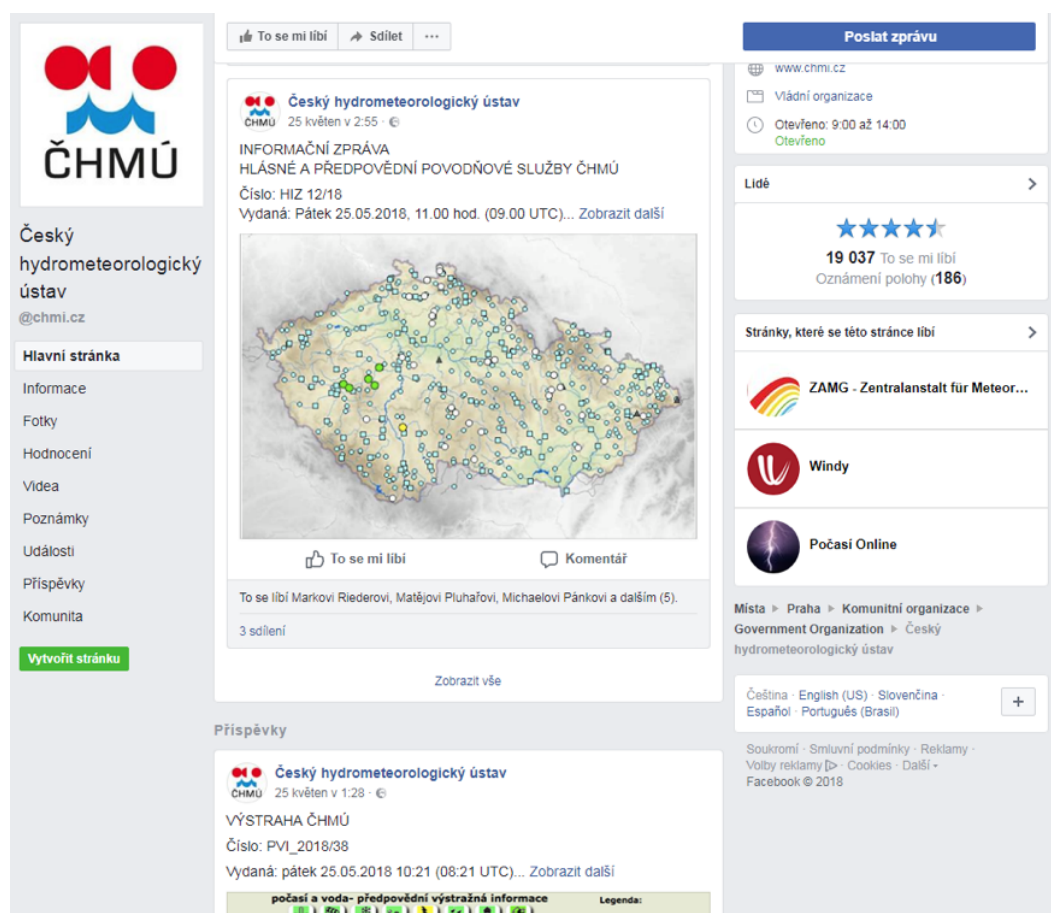 ČHMÚ
Český
hydrometeorologický
ústav
@chmi.cz
Hlavní stránka
Informace
Fotky
Hodnocení
Videa
Poznámky
Události
Příspěvky
Komunita
Vytvořit stránku
To se mi líbí
Sdílet
Český hydrometeorologický ústav
ČHMÚ
25 květen v 2:55
INFORMAČNÍ ZPRÁVA
HLÁSNÉ A PŘEDPOVĚDNÍ POVODŇOVÉ SLUŽBY ČHMÚ
Číslo: HIZ 12/18
Vydaná: Pátek 25.05.2018, 11.00 hod. (09.00 UTC)... Zobrazit další
To se mi líbí
Komentář
To se líbí Markovi Riederovi, Matějovi Pluhařovi, Michaelovi Pánkovi a dalším (5).
3 sdílení
Zobrazit vše
Příspěvky
Český hydrometeorologický ústav
ČHMÚ
25 květen v 1:28
VÝSTRAHA ČHMÚ
Číslo: PVI_2018/38
Vydaná: pátek 25.05.2018 10:21 (08:21 UTC)... Zobrazit další
počasí a voda- předpovědní výstražná informace
Legenda:
Poslat zprávu
www.chmi.cz
Vládní organizace
Otevřeno: 9:00 až 14:00
Otevřeno
Lidé
19 037 To se mi líbí
Oznámení polohy (186)
Stránky, které se této stránce líbí
ZAMG - Zentralanstalt für Meteor...
Windy
Počasí Online
Místa ▶ Praha ▶ Komunitní organizace ▶
Government Organization ▶ Český
hydrometeorologický ústav
Čeština · English (US) · Slovenčina ·
Español · Português (Brasil)
Soukromí · Smluvní podmínky · Reklamy ·
Volby reklamy · Cookies · Další
Facebook © 2018